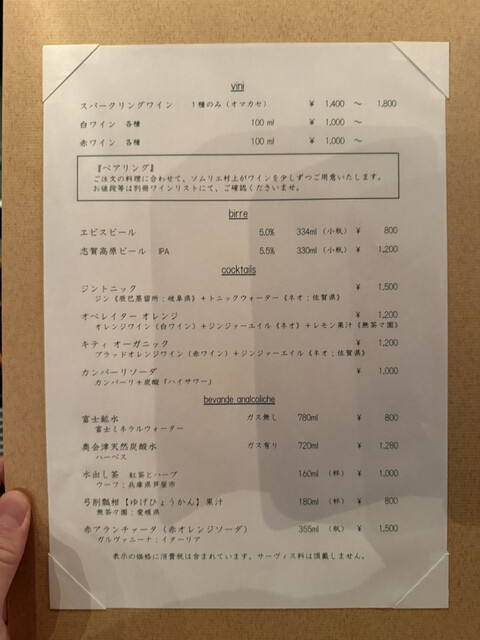 vini
スパークリングワイン 1種のみ（オマカセ） ¥ 1,400 ～ 1,800
白ワイン 各種 100 ml ¥ 1,000 ～
赤ワイン 各種 100 ml ¥ 1,000 ～
『ペアリング』
ご注文の料理に合わせて、ソムリエ村上がワインを少しずつご用意いたします。
お値段等は別冊ワインリストにて、ご確認くださいませ。
birre
ヱビスビール 5.0% 334ml（小瓶） ¥ 800
志賀高原ビール IPA 5.5% 330ml（小瓶） ¥ 1,200
cocktails
ジントニック ¥ 1,500
ジン《辰巳蒸留所：岐阜県》＋トニックウォーター《ネオ：佐賀県》
オペレイター オレンジ ¥ 1,200
オレンジワイン（白ワイン）＋ジンジャーエイル《ネオ》＋レモン果汁《無茶々園》
キティ オーガニック ¥ 1,200
ブラッドオレンジワイン（赤ワイン）＋ジンジャーエイル《ネオ：佐賀県》
カンパーリソーダ ¥ 1,000
カンパーリ＋炭酸「ハイサワー」
bevande analcoliche
富士鉱水 ガス無し 780ml ¥ 800
富士ミネラルウォーター
奥会津天然炭酸水 ガス有り 720ml ¥ 1,280
ハーベス
水出し茶 紅茶とハーブ 160ml（杯） ¥ 1,000
ウーフ：兵庫県芦屋市
弓削瓢柑【ゆげひょうかん】果汁 180ml（杯） ¥ 800
無茶々園：愛媛県
赤アランチャータ（赤オレンジソーダ） 355ml（瓶） ¥ 1,500
ガルヴァニーナ：イターリア
表示の価格に消費税は含まれています。サーヴィス料は頂戴しません。